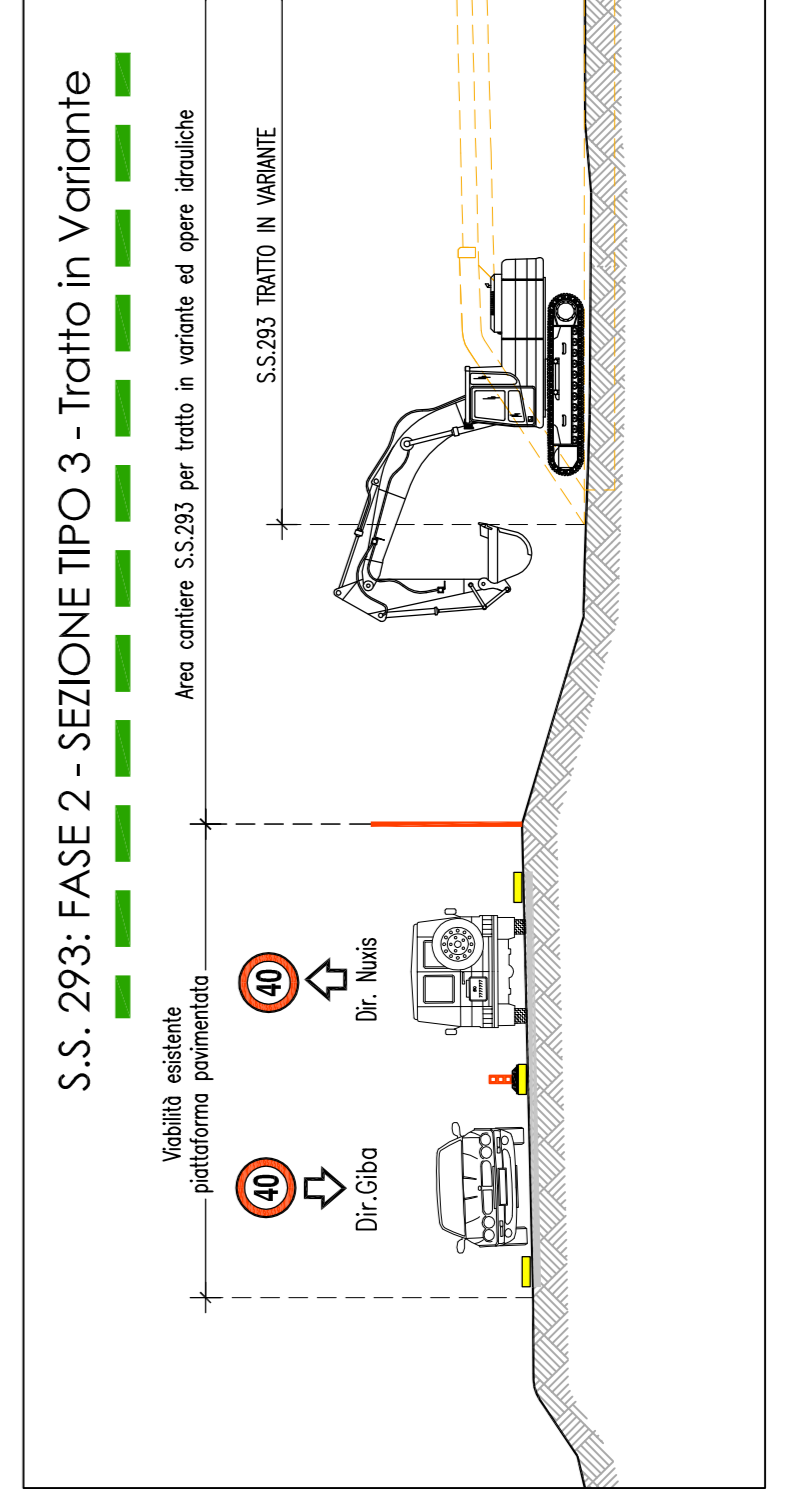 S.S. 293: FASE 2 - SEZIONE TIPO 3 - Tratto in Variante
Area cantiere S.S.293 per tratto in variante ed opere idrauliche
S.S.293 TRATTO IN VARIANTE
Viabilità esistente
piattaforma pavimentata
40
40
Dir.Giba
Dir. Nuxis